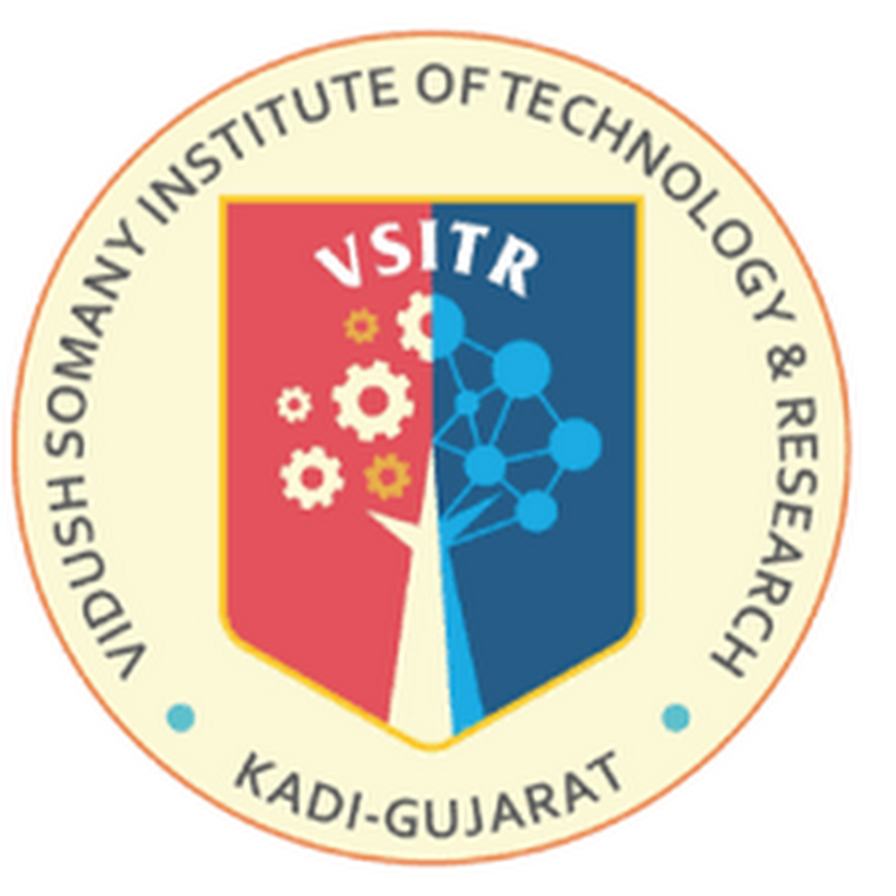 VIDUSH SOMANY INSTITUTE OF TECHNOLOGY & RESEARCH
VSITR
KADI-GUJARAT